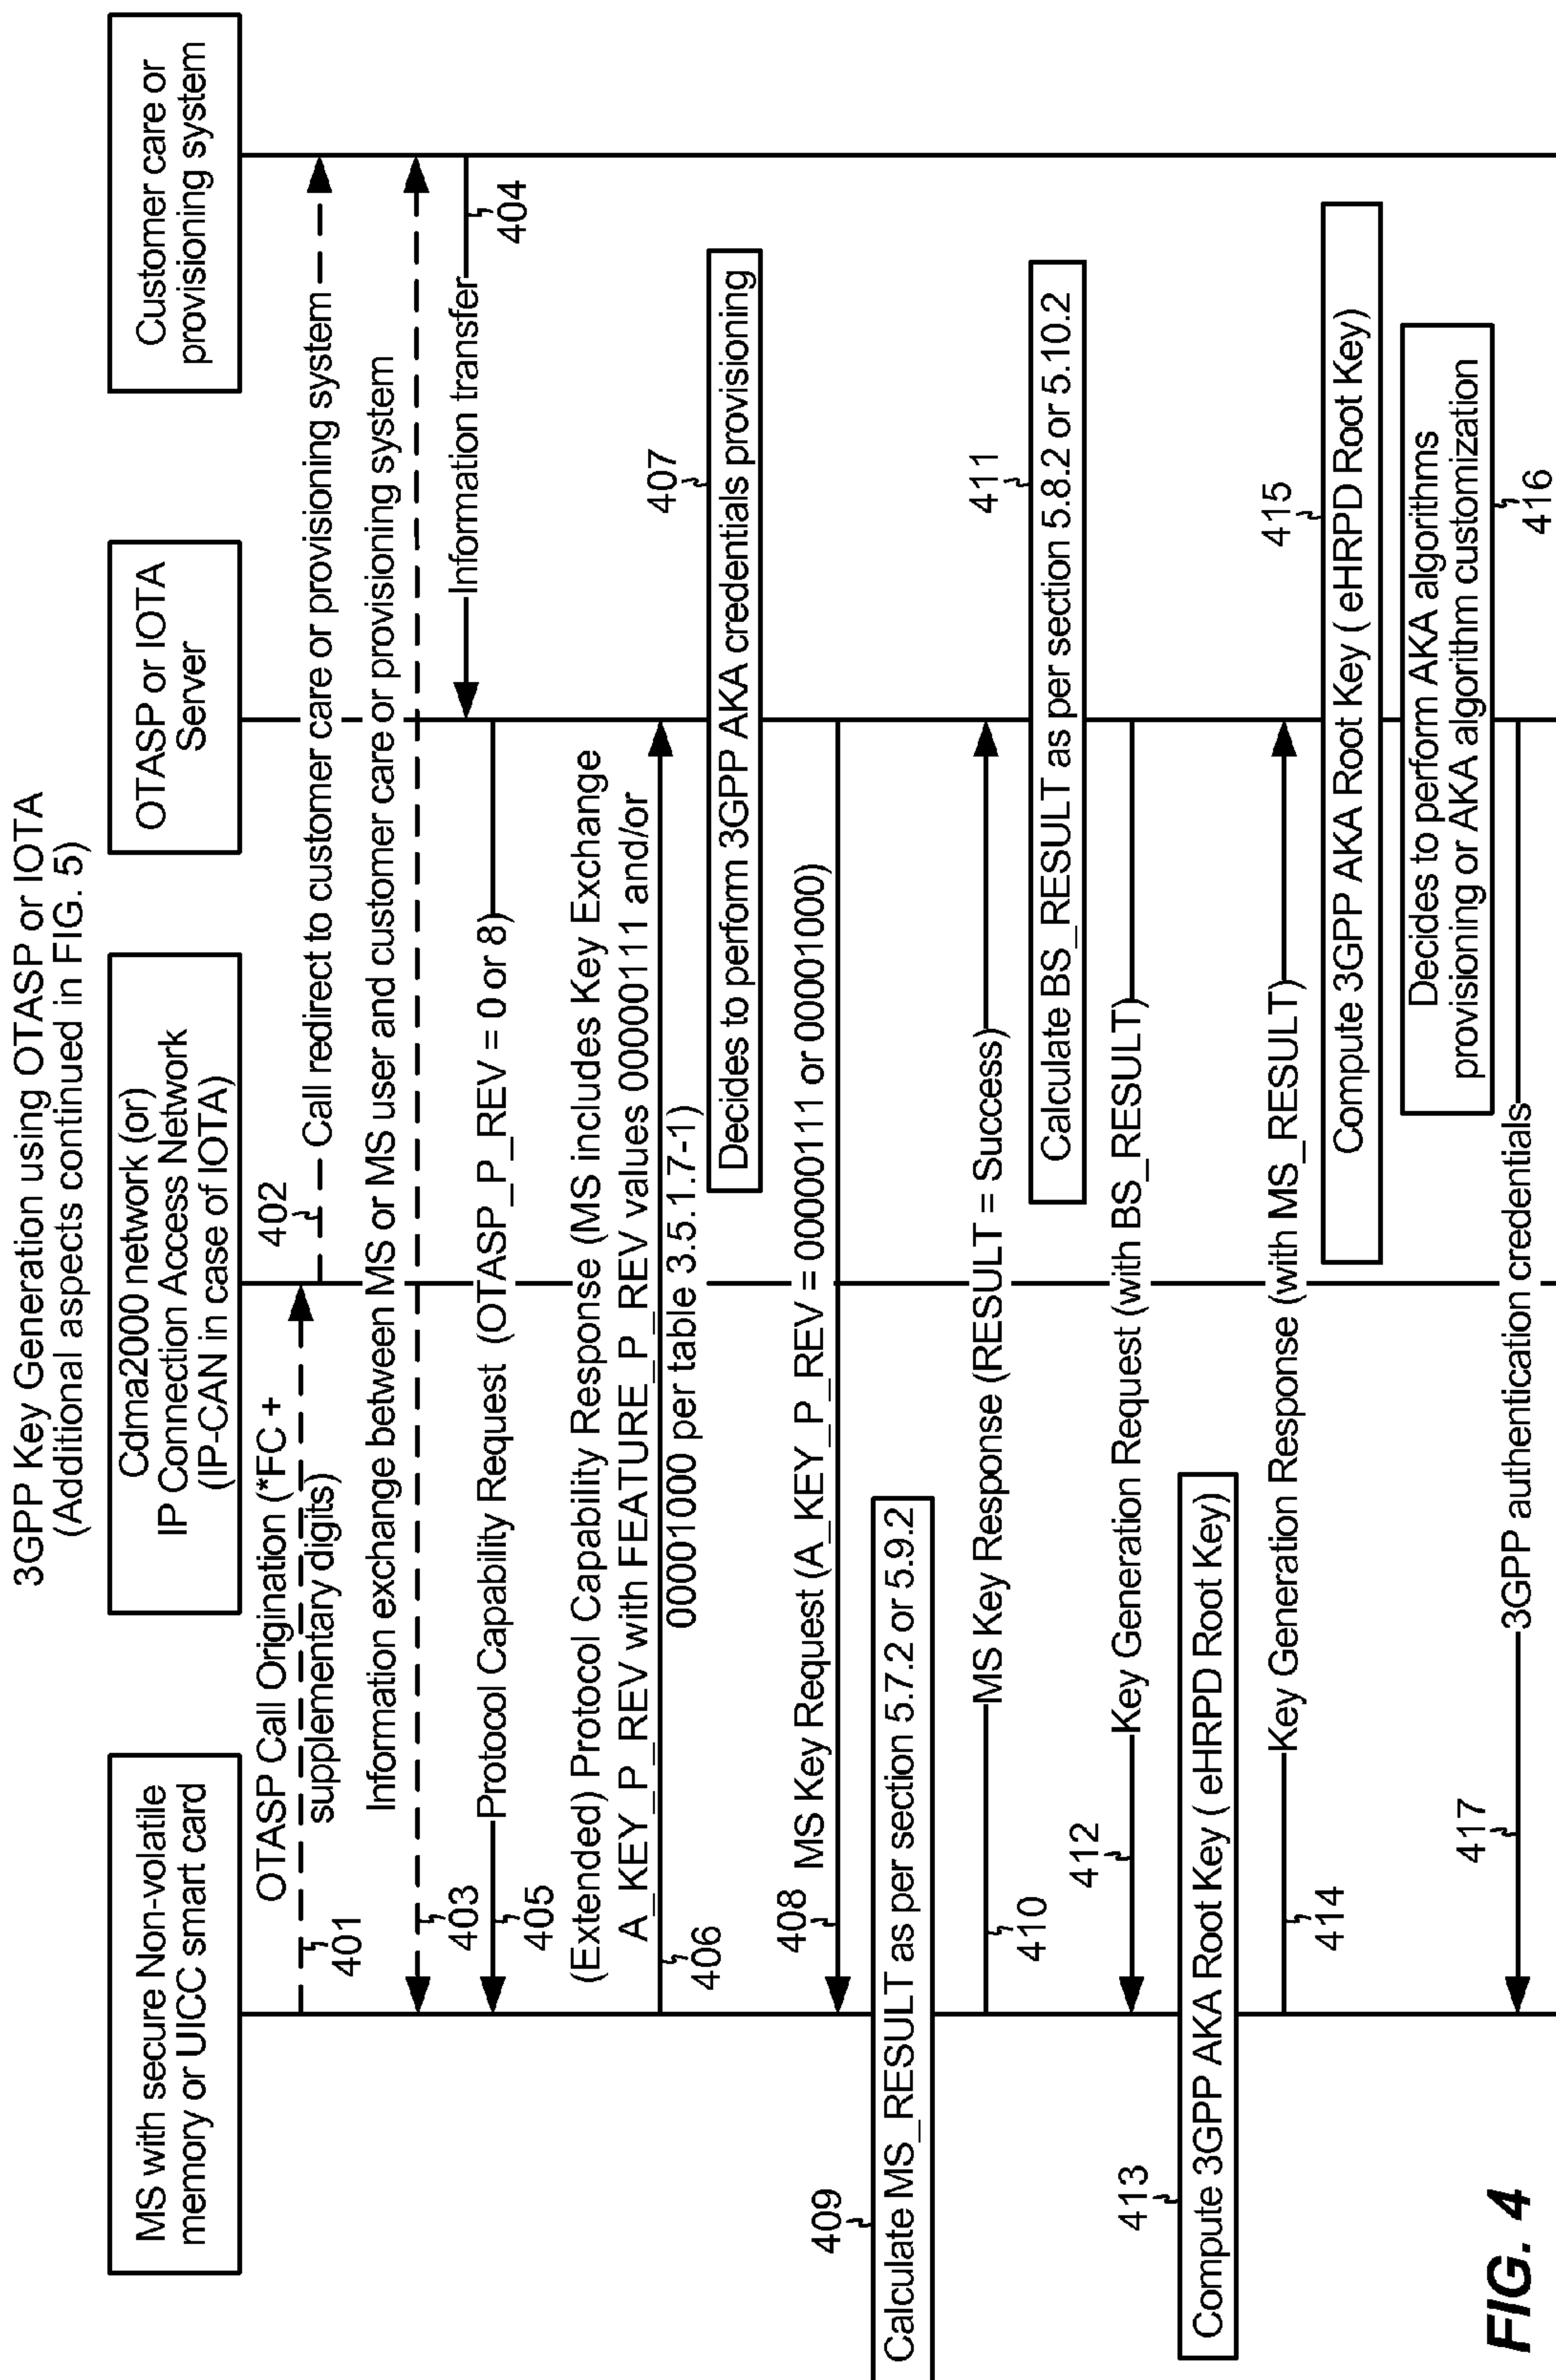 3GPP Key Generation using OTASP or IOTA
(Additional aspects continued in FIG. 5)
MS with secure Non-volatile
memory or UICC smart card
Cdma2000 network (or)
IP Connection Access Network
(IP-CAN in case of IOTA)
OTASP or IOTA
Server
Customer care or
provisioning system
OTASP Call Origination (*FC +
supplementary digits)
401
402
Call redirect to customer care or provisioning system
Information exchange between MS or MS user and customer care or provisioning system
403
Information transfer
404
Protocol Capability Request (OTASP_P_REV = 0 or 8)
405
(Extended) Protocol Capability Response (MS includes Key Exchange
A_KEY_P_REV with FEATURE_P_REV values 00000111 and/or
00001000 per table 3.5.1.7-1)
406
407
Decides to perform 3GPP AKA credentials provisioning
408
MS Key Request (A_KEY_P_REV = 00000111 or 00001000)
409
Calculate MS_RESULT as per section 5.7.2 or 5.9.2
MS Key Response (RESULT = Success)
410
411
Calculate BS_RESULT as per section 5.8.2 or 5.10.2
412
Key Generation Request (with BS_RESULT)
413
Compute 3GPP AKA Root Key ( eHRPD Root Key)
Key Generation Response (with MS_RESULT)
414
415
Compute 3GPP AKA Root Key ( eHRPD Root Key)
Decides to perform AKA algorithms
provisioning or AKA algorithm customization
416
417
3GPP authentication credentials
FIG. 4